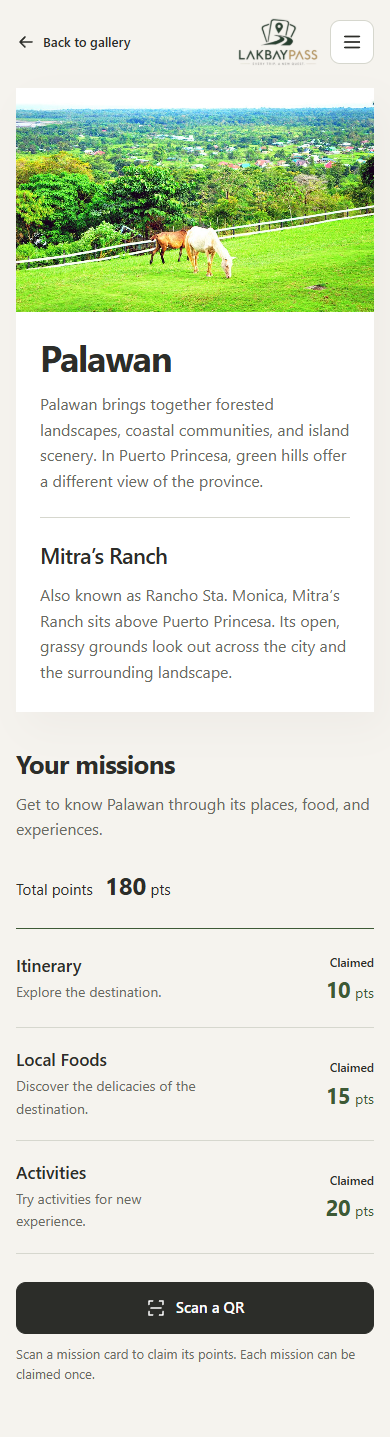 Back to gallery
LAKBAYPASS
Palawan
Palawan brings together forested
landscapes, coastal communities, and island
scenery. In Puerto Princesa, green hills offer
a different view of the province.
Mitra’s Ranch
Also known as Rancho Sta. Monica, Mitra’s
Ranch sits above Puerto Princesa. Its open,
grassy grounds look out across the city and
the surrounding landscape.
Your missions
Get to know Palawan through its places, food, and
experiences.
Total points 180 pts
Itinerary
Explore the destination.
Claimed
10 pts
Local Foods
Discover the delicacies of the
destination.
Claimed
15 pts
Activities
Try activities for new
experience.
Claimed
20 pts
Scan a QR
Scan a mission card to claim its points. Each mission can be
claimed once.